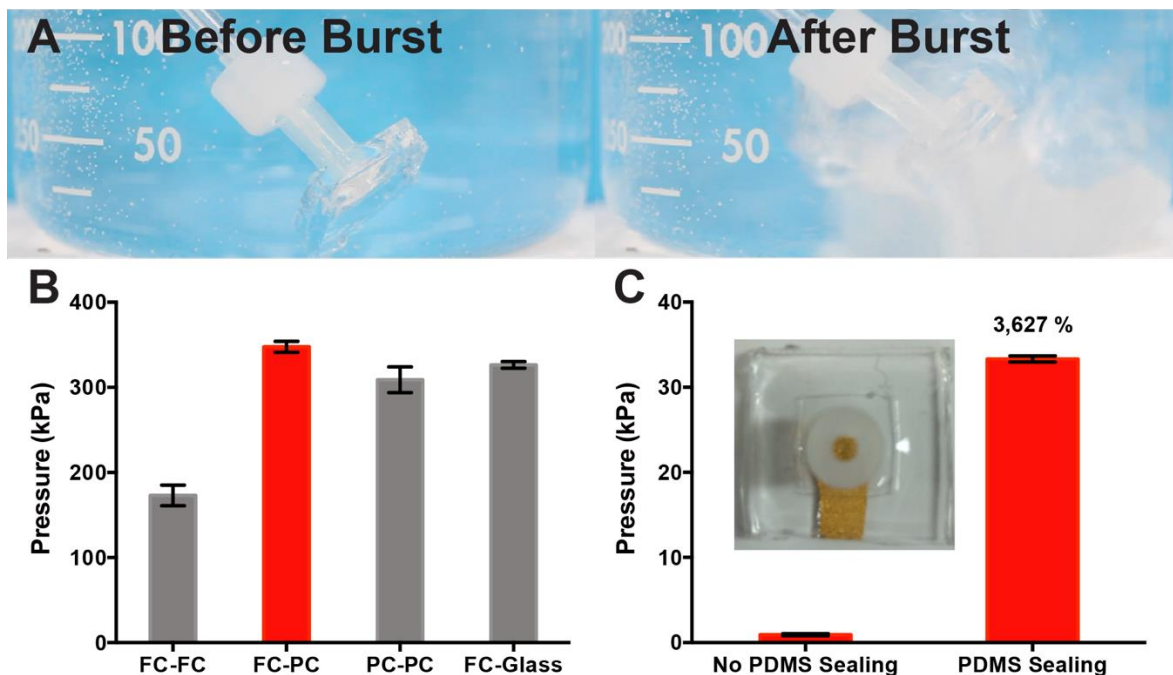 A Before Burst After Burst
100 100
50 50
B
Pressure (kPa)
400
300
200
100
0
FC-FC FC-PC PC-PC FC-Glass
C
Pressure (kPa)
40
30
20
10
0
3,627 %
No PDMS Sealing PDMS Sealing